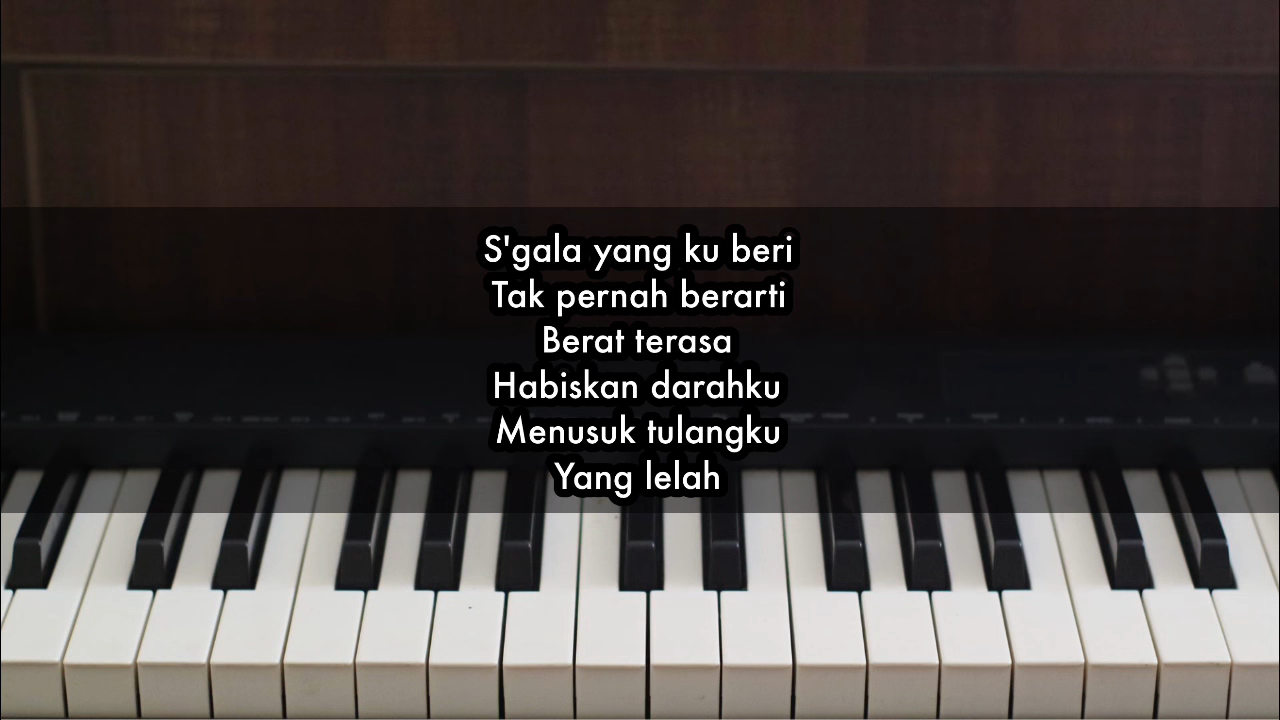 S'gala yang ku beri
Tak pernah berarti
Berat terasa
Habiskan darahku
Menusuk tulangku
Yang lelah